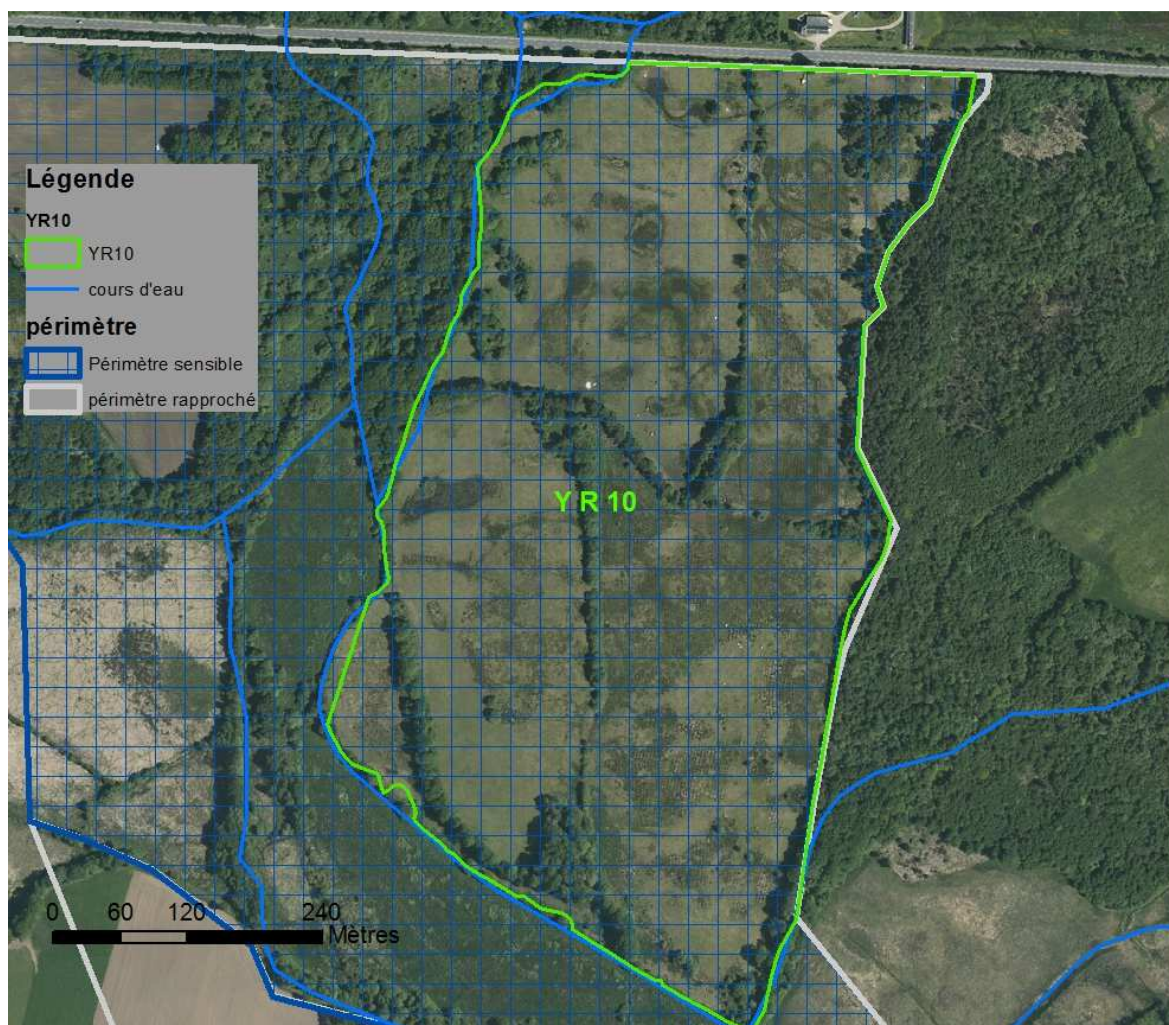 Légende
YR10
YR10
cours d'eau
périmètre
Périmètre sensible
périmètre rapproché
Y R 10
0 60 120 240
Mètres